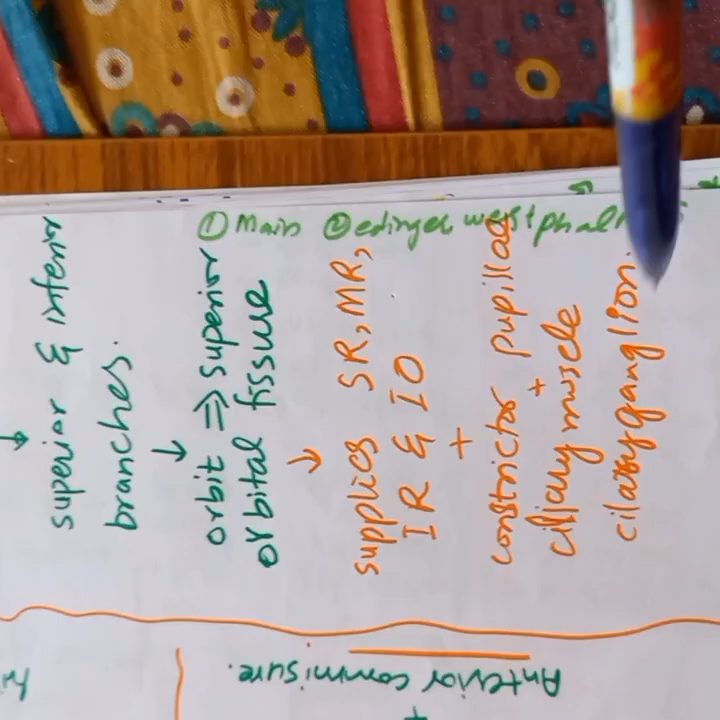 superior & inferior
branches.
↓
orbit ⇒ superior
orbital fissure
↓
supplies SR, MR,
IR & IO
+
constrictor pupillae
+
ciliary muscle
ganglion.
① Main ② edinger westphal
Anterior commisure.
+